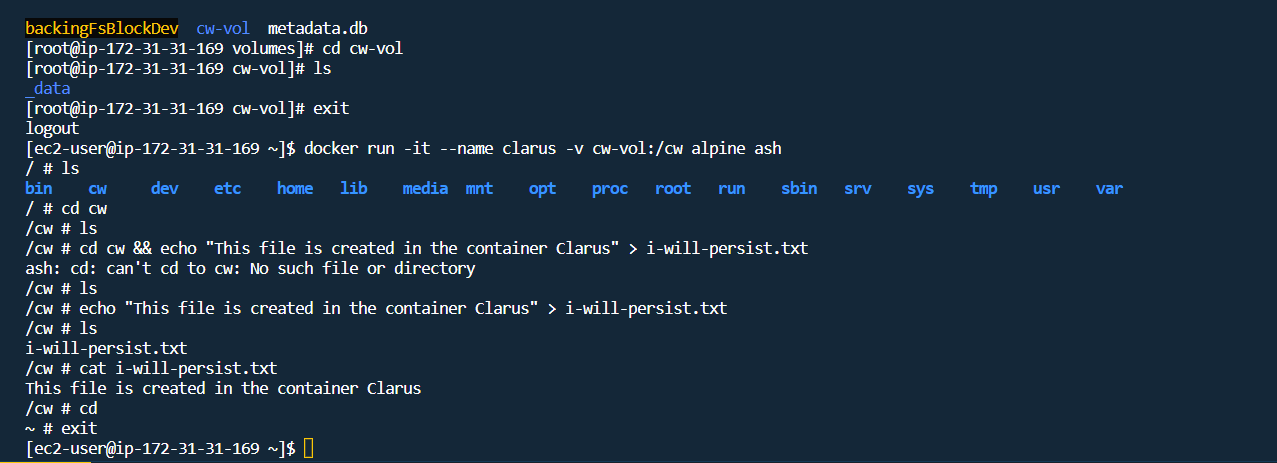 backingFsBlockDev  cw-vol  metadata.db
[root@ip-172-31-31-169 volumes]# cd cw-vol
[root@ip-172-31-31-169 cw-vol]# ls
_data
[root@ip-172-31-31-169 cw-vol]# exit
logout
[ec2-user@ip-172-31-31-169 ~]$ docker run -it --name clarus -v cw-vol:/cw alpine ash
/ # ls
bin    cw     dev    etc    home   lib    media  mnt    opt    proc   root   run    sbin   srv    sys    tmp    usr    var
/ # cd cw
/cw # ls
/cw # cd cw && echo "This file is created in the container Clarus" > i-will-persist.txt
ash: cd: can't cd to cw: No such file or directory
/cw # ls
/cw # echo "This file is created in the container Clarus" > i-will-persist.txt
/cw # ls
i-will-persist.txt
/cw # cat i-will-persist.txt
This file is created in the container Clarus
/cw # cd
~ # exit
[ec2-user@ip-172-31-31-169 ~]$